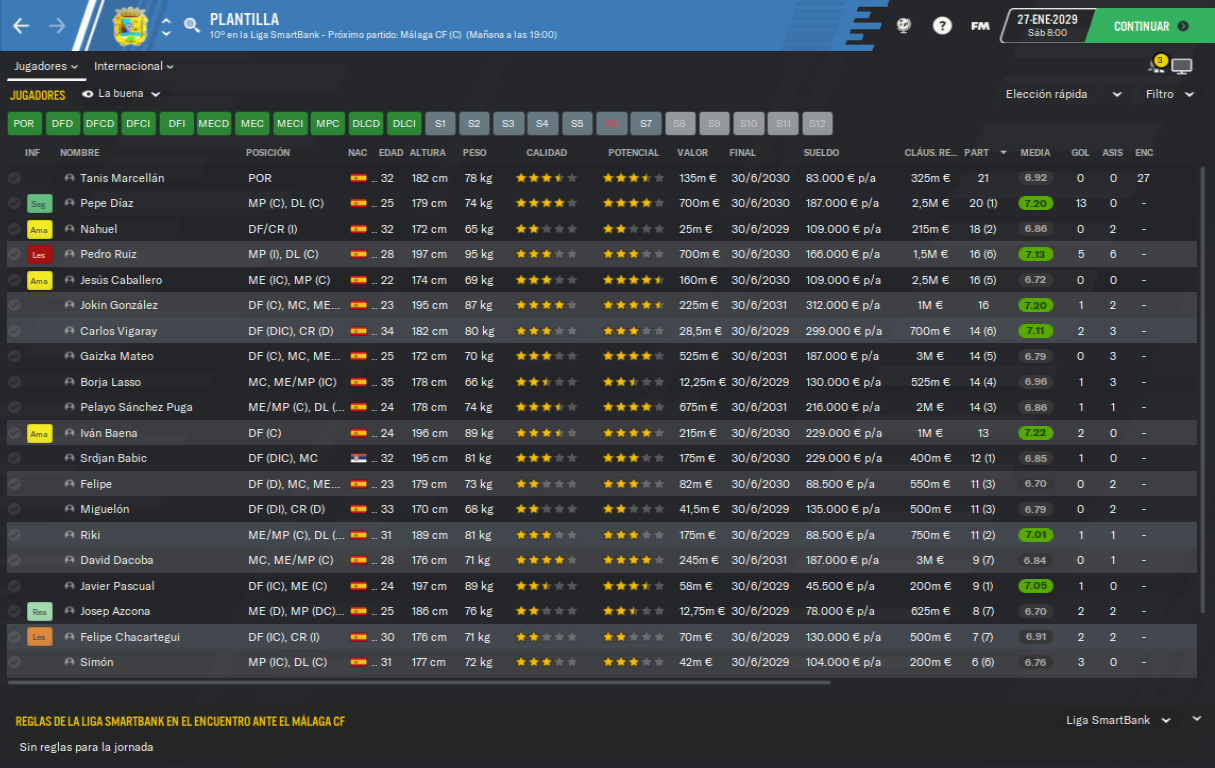 PLANTILLA
10º en la Liga SmartBank - Próximo partido: Málaga CF (C) (Mañana a las 19:00)
? FM
27-ENE-2029
Sáb 8:00
CONTINUAR
Jugadores Internacional
3
JUGADORES La buena Elección rápida Filtro
POR DFD DFCD DFCI DFI MECD MEC MECI MPC DLCD DLCI S1 S2 S3 S4 S5 S6 S7 S8 S9 S10 S11 S12
INF NOMBRE POSICIÓN NAC EDAD ALTURA PESO CALIDAD POTENCIAL VALOR FINAL SUELDO CLÁUS. RE... PART MEDIA GOL ASIS ENC
Tanis Marcellán POR .. 32 182 cm 78 kg 135m € 30/6/2030 83.000 € p/a 325m € 21 6.92 0 0 27
Seg Pepe Díaz MP (C), DL (C) .. 25 179 cm 74 kg 700m € 30/6/2030 187.000 € p/a 2,5M € 20 (1) 7.20 13 0 -
Ama Nahuel DF/CR (I) .. 32 172 cm 65 kg 25m € 30/6/2029 109.000 € p/a 215m € 18 (2) 6.86 0 2 -
Les Pedro Ruiz MP (I), DL (C) .. 28 197 cm 95 kg 700m € 30/6/2030 166.000 € p/a 1,5M € 16 (6) 7.13 5 6 -
Ama Jesús Caballero ME (IC), MP (C) .. 22 174 cm 69 kg 160m € 30/6/2030 109.000 € p/a 2,5M € 16 (5) 6.72 0 0 -
Jokin González DF (C), MC, ME... .. 23 195 cm 87 kg 225m € 30/6/2031 312.000 € p/a 1M € 16 7.20 1 2 -
Carlos Vigaray DF (DIC), CR (D) .. 34 182 cm 80 kg 28,5m € 30/6/2029 299.000 € p/a 700m € 14 (6) 7.11 2 3 -
Gaizka Mateo DF (C), MC, ME... .. 25 172 cm 70 kg 525m € 30/6/2031 187.000 € p/a 3M € 14 (5) 6.79 0 3 -
Borja Lasso MC, ME/MP (IC) .. 35 178 cm 66 kg 12,25m € 30/6/2029 130.000 € p/a 525m € 14 (4) 6.96 1 3 -
Pelayo Sánchez Puga ME/MP (C), DL (... .. 24 178 cm 74 kg 675m € 30/6/2031 216.000 € p/a 2M € 14 (3) 6.86 1 1 -
Ama Iván Baena DF (C) .. 24 196 cm 89 kg 215m € 30/6/2030 229.000 € p/a 1M € 13 7.22 2 0 -
Srdjan Babic DF (DIC), MC .. 32 195 cm 81 kg 175m € 30/6/2030 229.000 € p/a 400m € 12 (1) 6.85 1 0 -
Felipe DF (D), MC, ME... .. 23 179 cm 73 kg 82m € 30/6/2030 88.500 € p/a 550m € 11 (3) 6.70 0 2 -
Miguelón DF (DI), CR (D) .. 33 170 cm 68 kg 41,5m € 30/6/2029 135.000 € p/a 500m € 11 (3) 6.79 0 2 -
Riki ME/MP (C), DL (... .. 31 189 cm 81 kg 175m € 30/6/2029 88.500 € p/a 750m € 11 (2) 7.01 1 1 -
David Dacoba MC, ME/MP (C) .. 28 176 cm 71 kg 245m € 30/6/2031 187.000 € p/a 3M € 9 (7) 6.84 0 1 -
Javier Pascual DF (IC), ME (C) .. 24 197 cm 89 kg 58m € 30/6/2029 45.500 € p/a 200m € 9 (1) 7.05 1 0 -
Rea Josep Azcona ME (D), MP (DC)... .. 25 186 cm 76 kg 12,75m € 30/6/2029 78.000 € p/a 625m € 8 (7) 6.70 2 2 -
Les Felipe Chacartegui DF (IC), CR (I) .. 30 176 cm 71 kg 70m € 30/6/2029 130.000 € p/a 500m € 7 (7) 6.91 2 2 -
Simón MP (IC), DL (C) .. 31 177 cm 72 kg 42m € 30/6/2029 104.000 € p/a 200m € 6 (6) 6.76 3 0 -
REGLAS DE LA LIGA SMARTBANK EN EL ENCUENTRO ANTE EL MÁLAGA CF Liga SmartBank
Sin reglas para la jornada